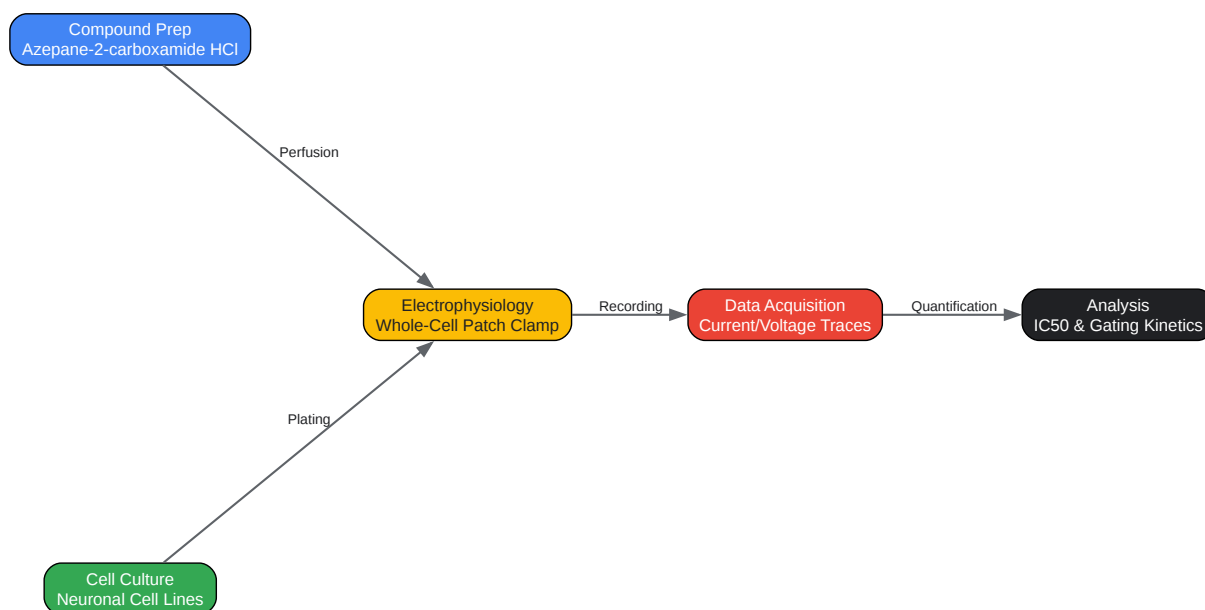 Compound Prep
Azepane-2-carboxamide HCl
Perfusion
Electrophysiology
Whole-Cell Patch Clamp
Recording
Data Acquisition
Current/Voltage Traces
Quantification
Analysis
IC50 & Gating Kinetics
Plating
Cell Culture
Neuronal Cell Lines